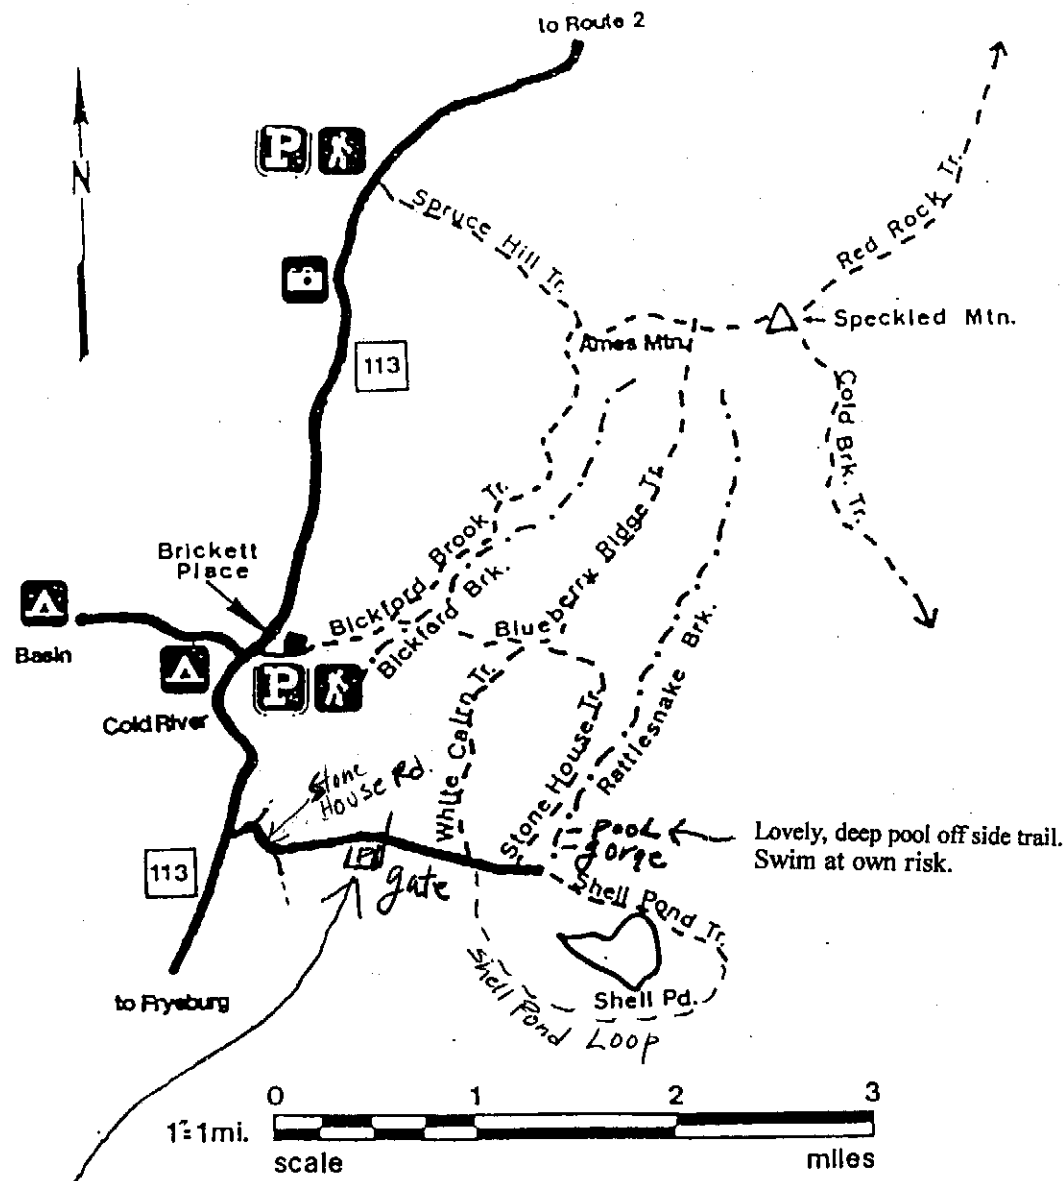 to Route 2
P
N
Spruce Hill Tr.
Red Rock Tr.
Speckled Mtn.
Ames Mtn.
113
Cold Brk. Tr.
Bickford Brook Tr.
Bickford Brk.
Blueberry Ridge Tr.
Rattlesnake Brk.
Brickett
Place
Basin
P
Cold River
White Cairn Tr.
Stone House Tr.
Stone
House Rd.
Pool
gorge
Lovely, deep pool off side trail.
Swim at own risk.
113
gate
Shell Pond Tr.
Shell Pd.
Shell Pond Loop
to Fryeburg
0 1 2 3
1"=1mi.
scale
miles